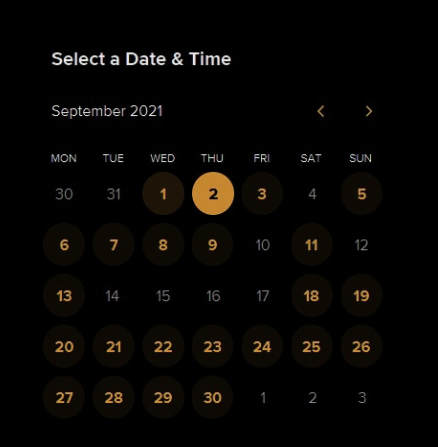 Select a Date & Time
September 2021
MON TUE WED THU FRI SAT SUN
30 31 1 2 3 4 5
6 7 8 9 10 11 12
13 14 15 16 17 18 19
20 21 22 23 24 25 26
27 28 29 30 1 2 3